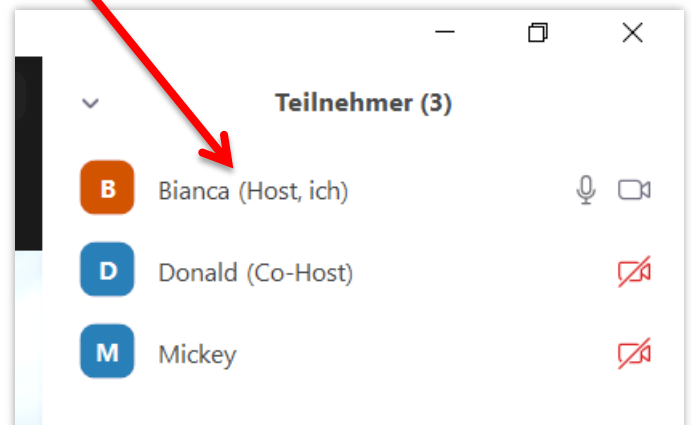 Teilnehmer (3)
B Bianca (Host, ich)
D Donald (Co-Host)
M Mickey